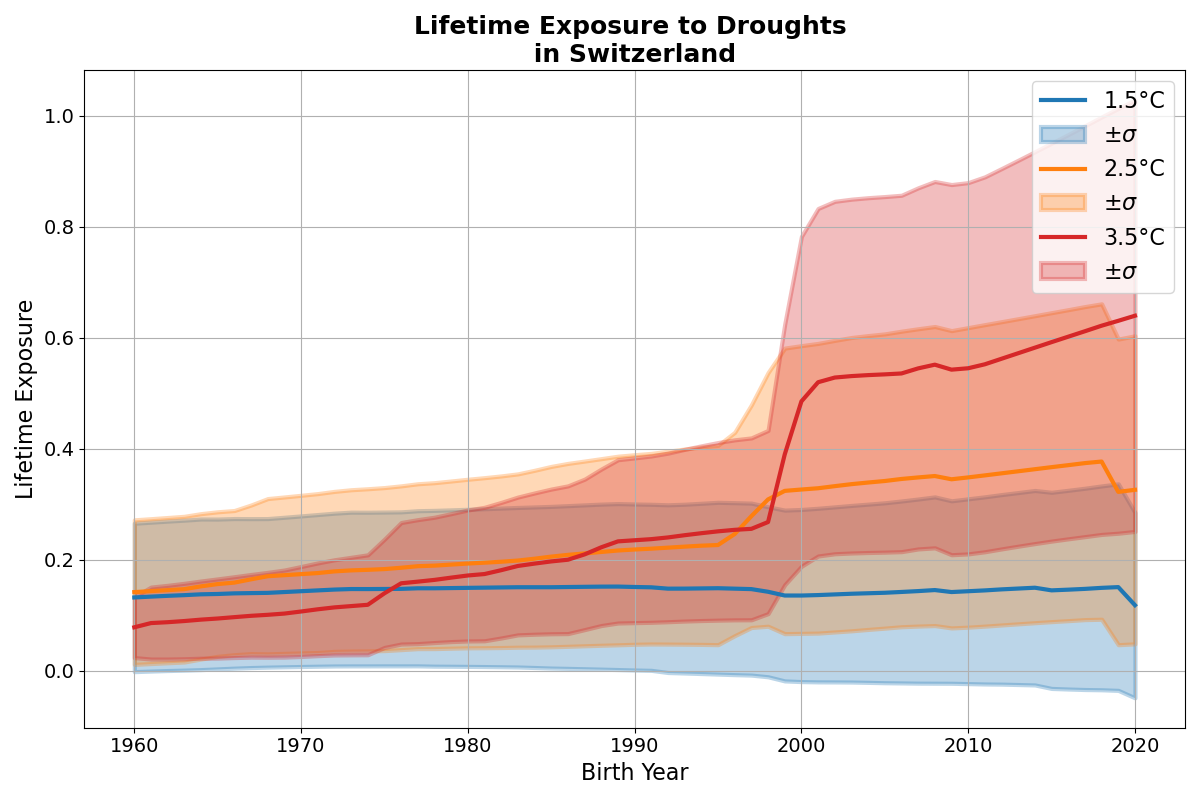 Lifetime Exposure to Droughts
in Switzerland
Lifetime Exposure
1.0
0.8
0.6
0.4
0.2
0.0
1.5°C
±σ
2.5°C
±σ
3.5°C
±σ
1960 1970 1980 1990 2000 2010 2020
Birth Year